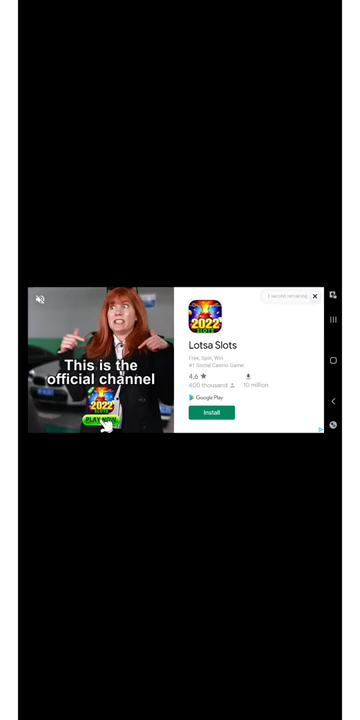 This is the
official channel
2022
SLOTS
PLAY NOW
1 second remaining
2022
Lotsa Slots
Free, Spin, Win
#1 Social Casino Game
4.6 ★
400 thousand
10 million
Google Play
Install